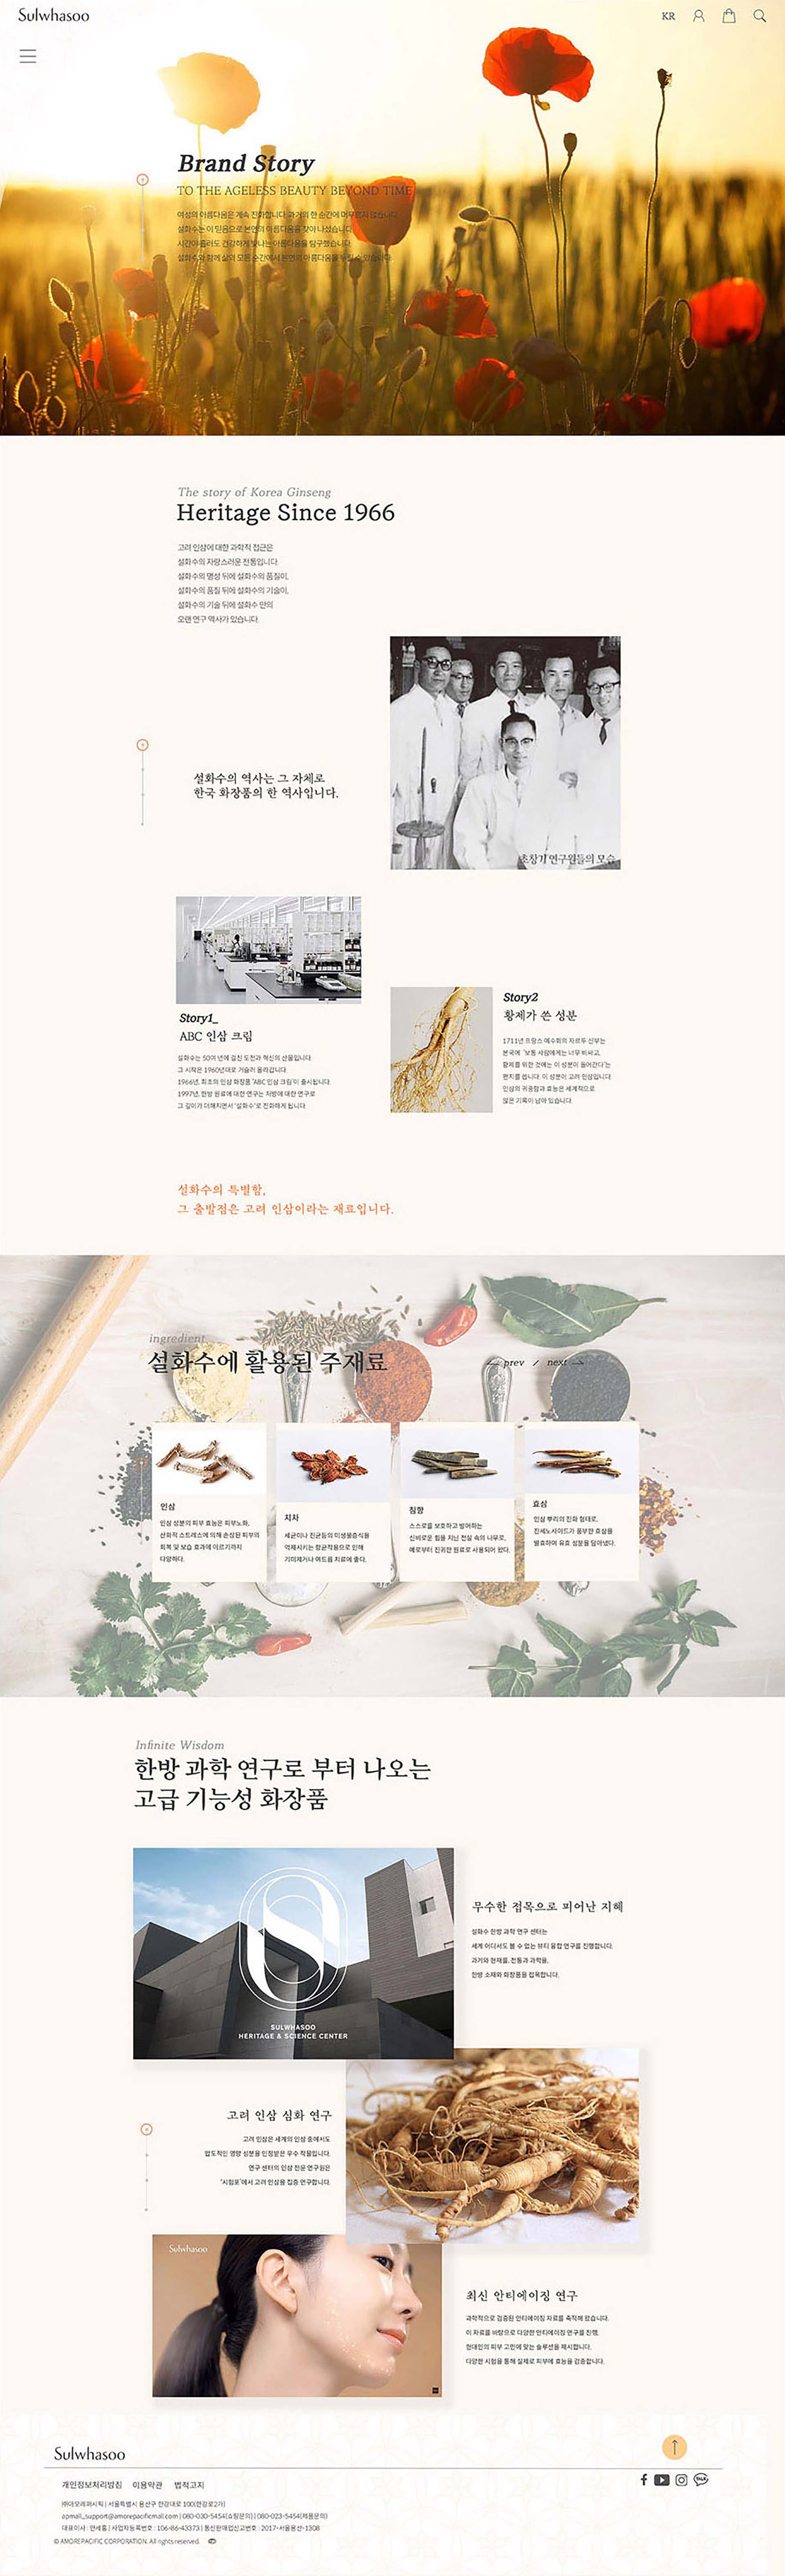 Sulwhasoo
KR
Brand Story
TO THE AGELESS BEAUTY BEYOND TIME
여성의 아름다움은 계속 진화합니다. 과거의 한 순간에 머무르지 않습니다.
설화수는 이 믿음으로 본연의 아름다움을 찾아 나섰습니다.
시간이 흘러도 건강하게 빛나는 아름다움을 탐구했습니다.
설화수와 함께 삶의 모든 순간에서 본연의 아름다움을 누릴 수 있습니다.
The story of Korea Ginseng
Heritage Since 1966
고려 인삼에 대한 과학적 접근은
설화수의 자랑스러운 전통입니다.
설화수의 명성 뒤에 설화수의 품질이,
설화수의 품질 뒤에 설화수의 기술이,
설화수의 기술 뒤에 설화수 만의
오랜 연구 역사가 있습니다.
설화수의 역사는 그 자체로
한국 화장품의 한 역사입니다.
초창기 연구원들의 모습
Story1_
ABC 인삼 크림
설화수는 50여 년에 걸친 도전과 혁신의 산물입니다.
그 시작은 1960년대로 거슬러 올라갑니다.
1966년, 최초의 인삼 화장품 'ABC 인삼 크림'이 출시됩니다.
1997년, 한방 원료에 대한 연구는 처방에 대한 연구로
그 깊이가 더해지면서 '설화수'로 진화하게 됩니다.
Story2
황제가 쓴 성분
1711년 프랑스 예수회의 자르투 신부는
본국에 '보통 사람에게는 너무 비싸고,
황제를 위한 것에는 이 성분이 들어간다'는
편지를 씁니다. 이 성분이 고려 인삼입니다.
인삼의 귀중함과 효능은 세계적으로
많은 기록이 남아 있습니다.
설화수의 특별함,
그 출발점은 고려 인삼이라는 재료입니다.
ingredient
설화수에 활용된 주재료
prev / next
인삼
인삼 성분의 피부 효능은 피부노화,
산화적 스트레스에 의해 손상된 피부의
회복 및 보습 효과에 이르기까지
다양하다.
치자
세균이나 진균등의 미생물증식을
억제시키는 항균작용으로 인해
기미제거나 여드름 치료에 좋다.
침향
스스로를 보호하고 방어하는
신비로운 힘을 지닌 전설 속의 나무로,
예로부터 진귀한 원료로 사용되어 왔다.
효삼
인삼 뿌리의 진화 형태로,
진세노사이드가 풍부한 효삼을
발효하여 유효 성분을 담아냈다.
Infinite Wisdom
한방 과학 연구로 부터 나오는
고급 기능성 화장품
SULWHASOO
HERITAGE & SCIENCE CENTER
무수한 접목으로 피어난 지혜
설화수 한방 과학 연구 센터는
세계 어디서도 볼 수 없는 뷰티 융합 연구를 진행합니다.
과거와 현재를, 전통과 과학을,
한방 소재와 화장품을 접목합니다.
고려 인삼 심화 연구
고려 인삼은 세계의 인삼 중에서도
압도적인 영양 성분을 인정받은 우수 작물입니다.
연구 센터의 인삼 전문 연구원은
'시험포'에서 고려 인삼을 집중 연구합니다.
Sulwhasoo
최신 안티에이징 연구
과학적으로 검증된 안티에이징 자료를 축적해 왔습니다.
이 자료를 바탕으로 다양한 안티에이징 연구를 진행,
현대인의 피부 고민에 맞는 솔루션을 제시합니다.
다양한 시험을 통해 실제로 피부에 효능을 검증합니다.
Sulwhasoo
개인정보처리방침 이용약관 법적고지
TALK
㈜아모레퍼시픽 | 서울특별시 용산구 한강대로 100(한강로2가)
apmall_support@amorepacificmall.com | 080-030-5454(쇼핑문의) | 080-023-5454(제품문의)
대표이사 : 안세홍 | 사업자등록번호 : 106-86-43373 | 통신판매업신고번호 : 2017-서울용산-1308
© AMOREPACIFIC CORPORATION. All rights reserved.